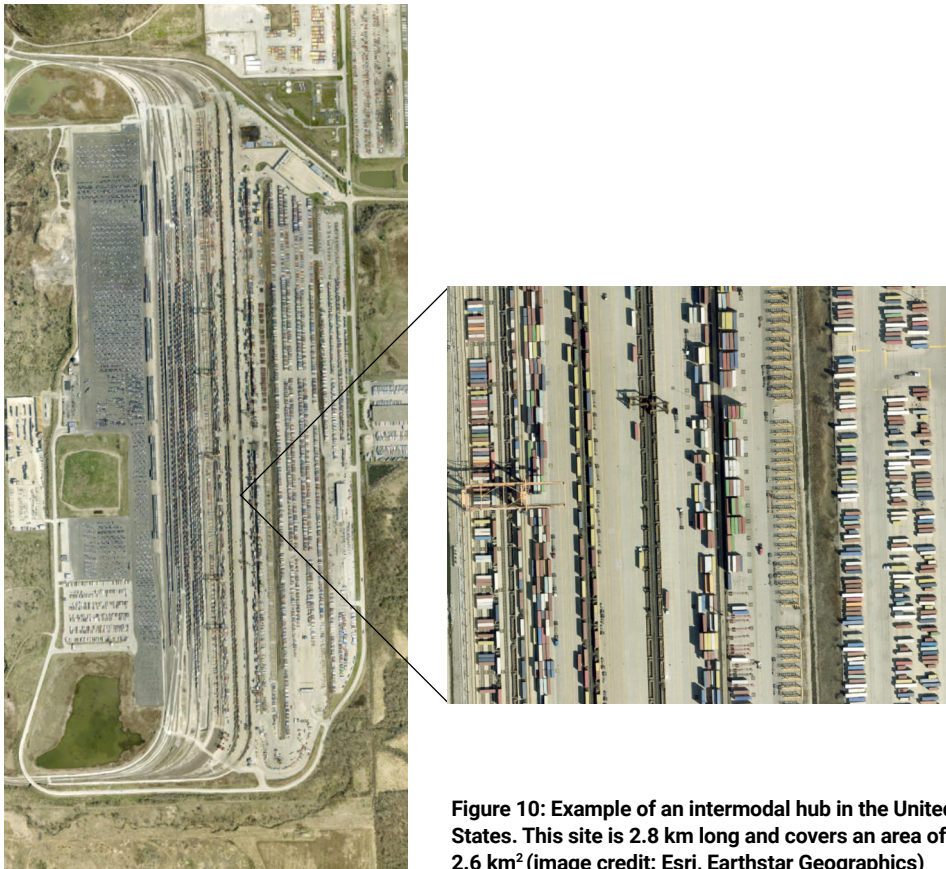 Figure 10: Example of an intermodal hub in the United
States. This site is 2.8 km long and covers an area of
2.6 km² (image credit: Esri, Earthstar Geographics)